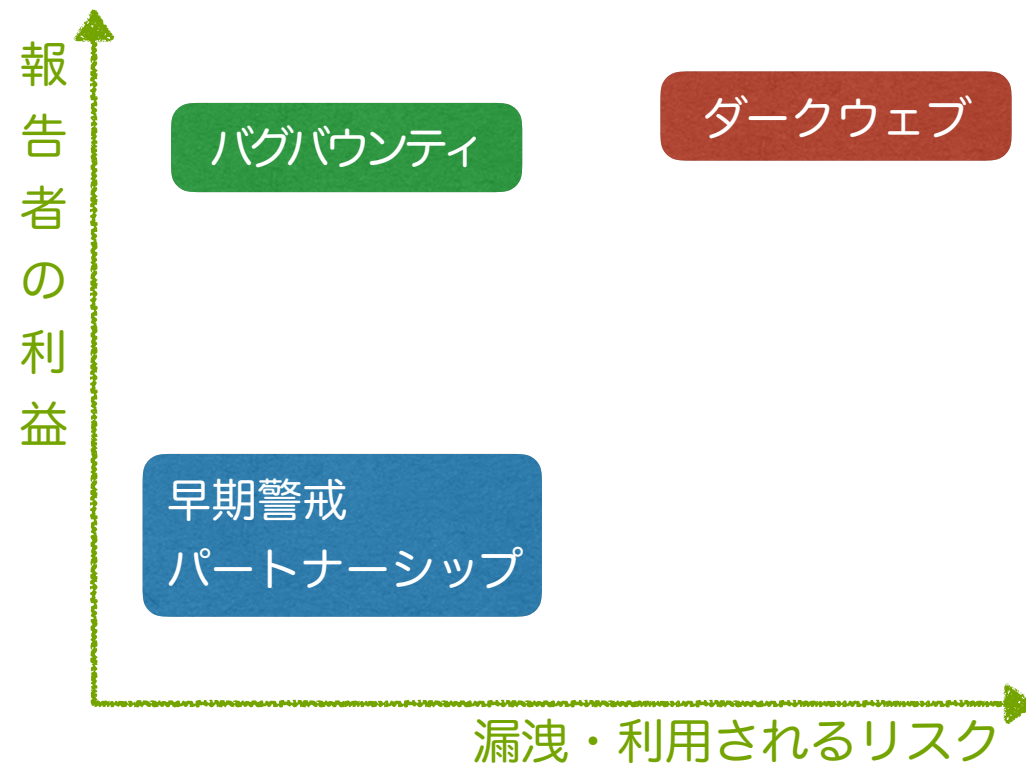 報告者の利益
バグバウンティ
ダークウェブ
早期警戒
パートナーシップ
漏洩・利用されるリスク